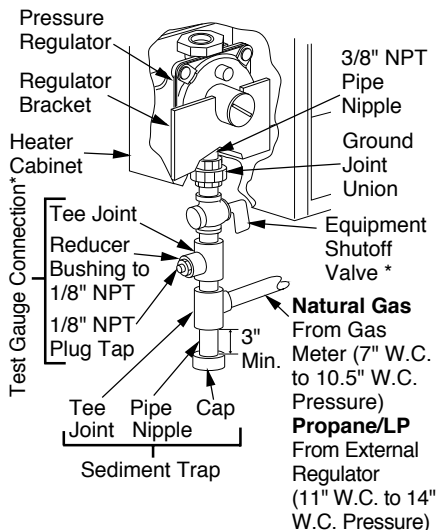 Pressure
Regulator
Regulator
Bracket
Heater
Cabinet
Test Gauge Connection*
Tee Joint
Reducer
Bushing to
1/8" NPT
1/8" NPT
Plug Tap
Tee
Joint
Pipe
Nipple
Cap
Sediment Trap
3/8" NPT
Pipe
Nipple
Ground
Joint
Union
Equipment
Shutoff
Valve *
3"
Min.
Natural Gas
From Gas
Meter (7" W.C.
to 10.5" W.C.
Pressure)
Propane/LP
From External
Regulator
(11" W.C. to 14"
W.C. Pressure)